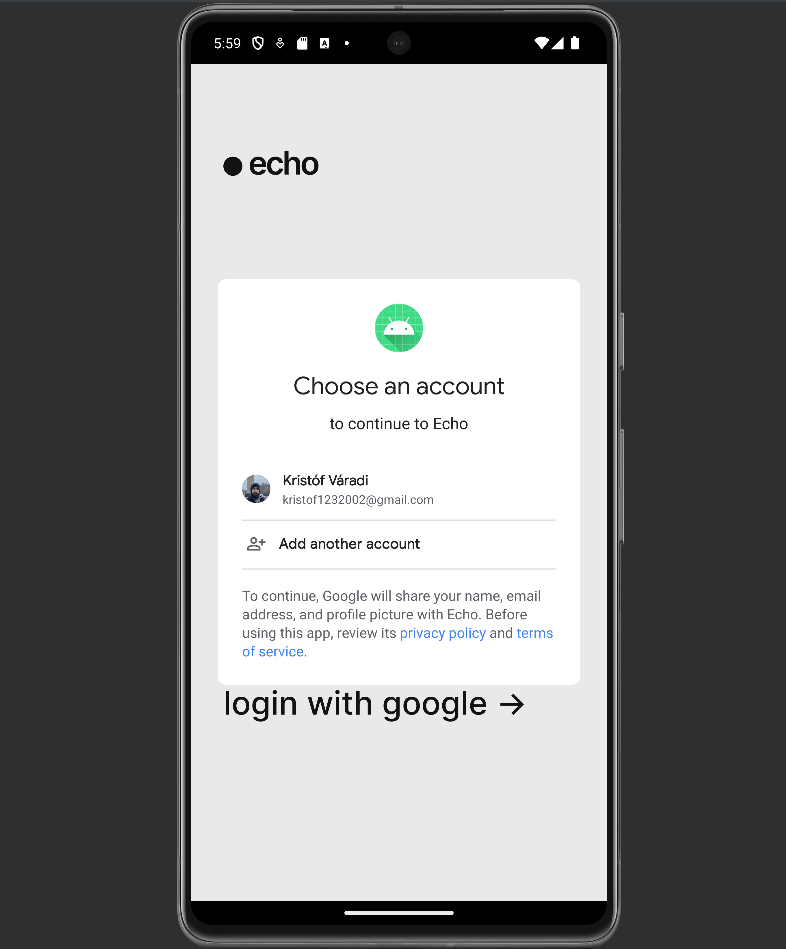 5:59
echo
Choose an account
to continue to Echo
Kristóf Váradi
kristof1232002@gmail.com
Add another account
To continue, Google will share your name, email
address, and profile picture with Echo. Before
using this app, review its privacy policy and terms
of service.
login with google →